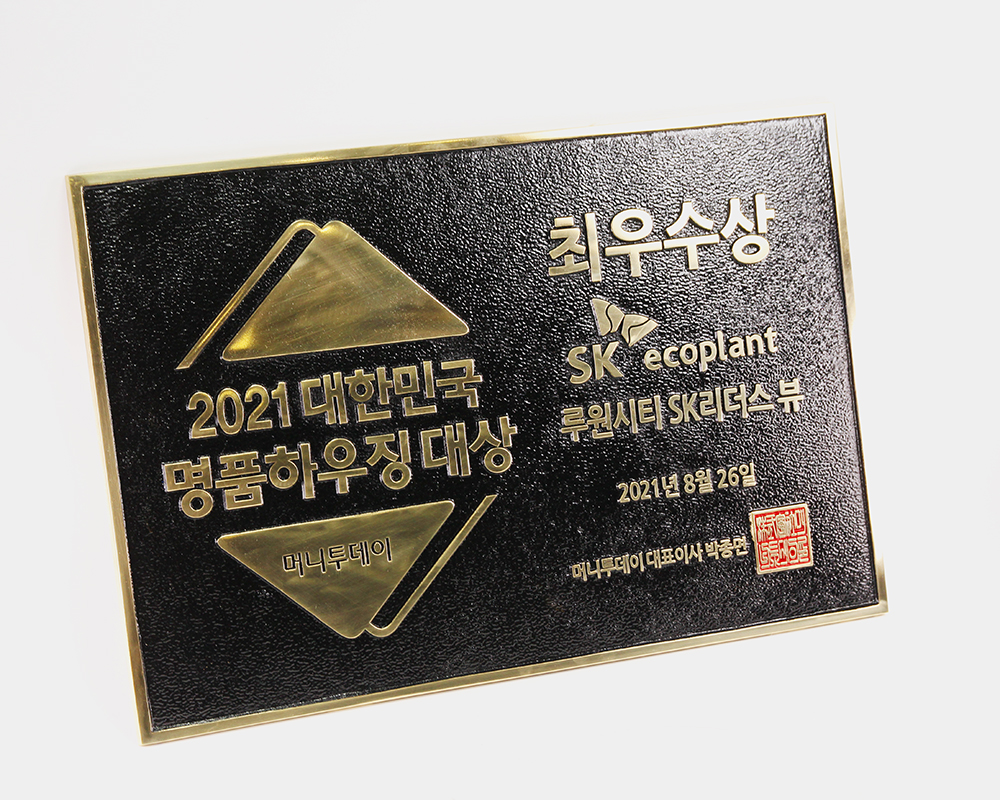 2021 대한민국
명품하우징 대상
머니투데이
최우수상
SK ecoplant
루원시티 SK리더스 뷰
2021년 8월 26일
머니투데이 대표이사 박종면